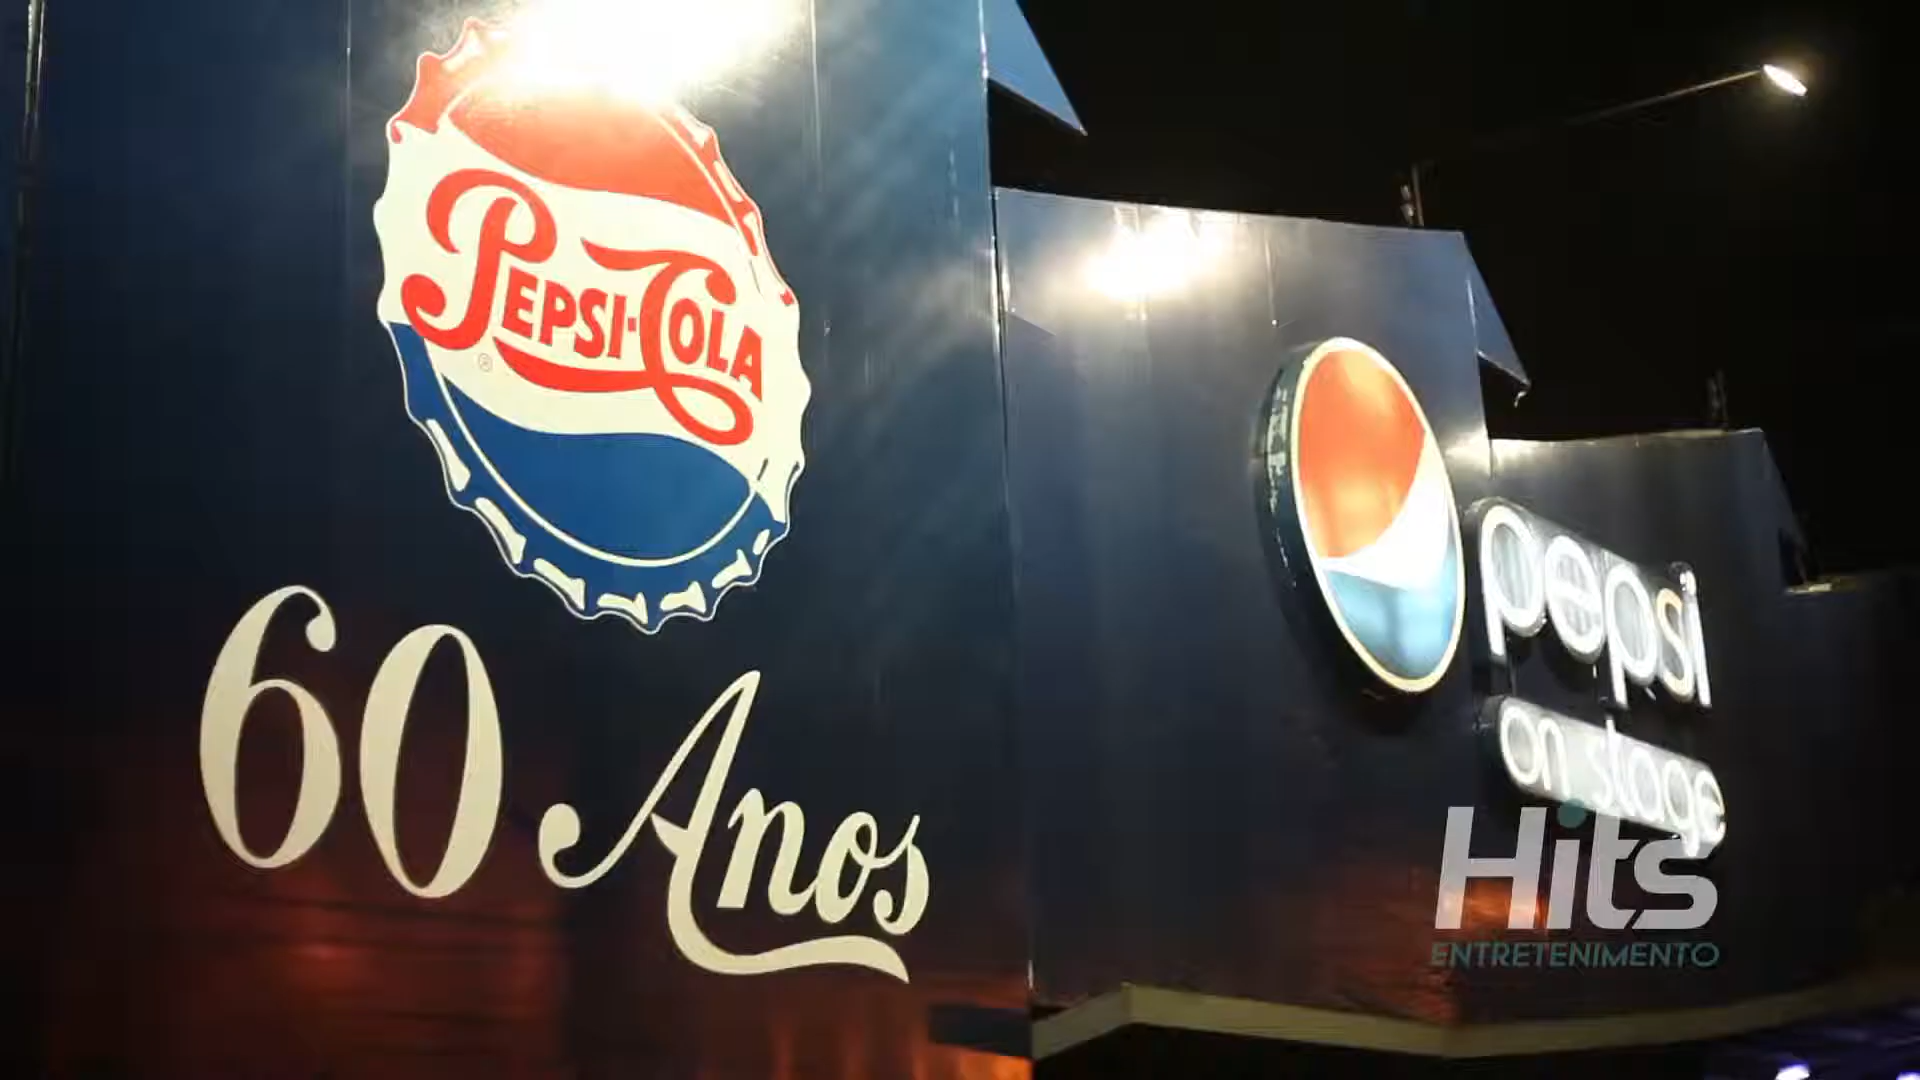 PEPSI-COLA
®
60 Anos
pepsi
on stage
Hits
ENTRETENIMENTO